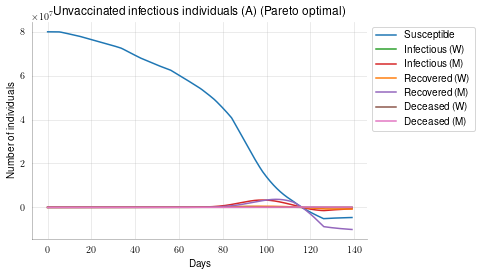 Unvaccinated infectious individuals (A) (Pareto optimal)
×10⁷
8
6
4
2
0
Number of individuals
0 20 40 60 80 100 120 140
Days
Susceptible
Infectious (W)
Infectious (M)
Recovered (W)
Recovered (M)
Deceased (W)
Deceased (M)